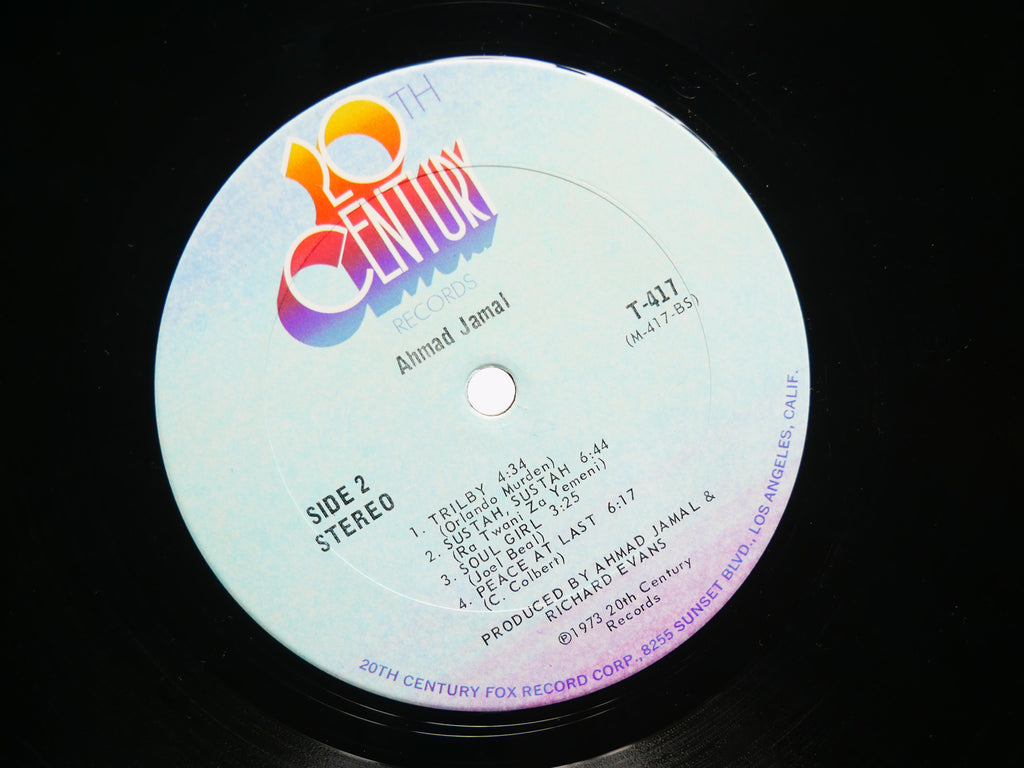 20TH
CENTURY
RECORDS
Ahmad Jamal
T-417
(M-417-BS)
SIDE 2
STEREO
1. TRILBY 4:34
(Orlando Murden)
2. SUSTAH, SUSTAH 6:44
(Ra Twani Za Yemeni)
3. SOUL GIRL 3:25
(Joel Beal)
4. PEACE AT LAST 6:17
(C. Colbert)
PRODUCED BY AHMAD JAMAL &
RICHARD EVANS
℗1973 20th Century
Records
20TH CENTURY FOX RECORD CORP., 8255 SUNSET BLVD., LOS ANGELES, CALIF.